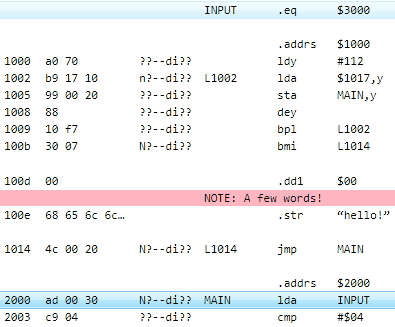 INPUT .eq $3000
.addrs $1000
1000 a0 70 ??--di?? ldy #112
1002 b9 17 10 n?--di?? L1002 lda $1017,y
1005 99 00 20 ??--di?? sta MAIN,y
1008 88 ??--di?? dey
1009 10 f7 ??--di?? bpl L1002
100b 30 07 N?--di?? bmi L1014
100d 00 .dd1 $00
NOTE: A few words!
100e 68 65 6c 6c… .str “hello!”
1014 4c 00 20 N?--di?? L1014 jmp MAIN
.addrs $2000
2000 ad 00 30 N?--di?? MAIN lda INPUT
2003 c9 04 ??--di?? cmp #$04